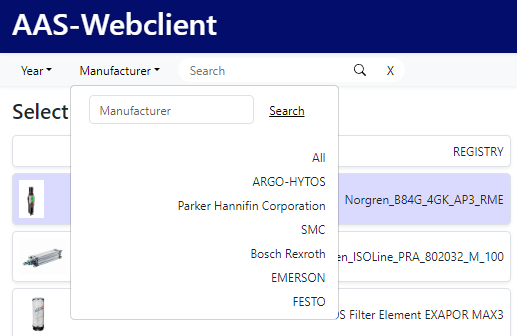 AAS-Webclient
Year Manufacturer Search X
Select
Manufacturer Search
All
ARGO-HYTOS
Parker Hannifin Corporation
SMC
Bosch Rexroth
EMERSON
FESTO
REGISTRY
Norgren_B84G_4GK_AP3_RME
en_ISOLine_PRA_802032_M_100
Filter Element EXAPOR MAX3